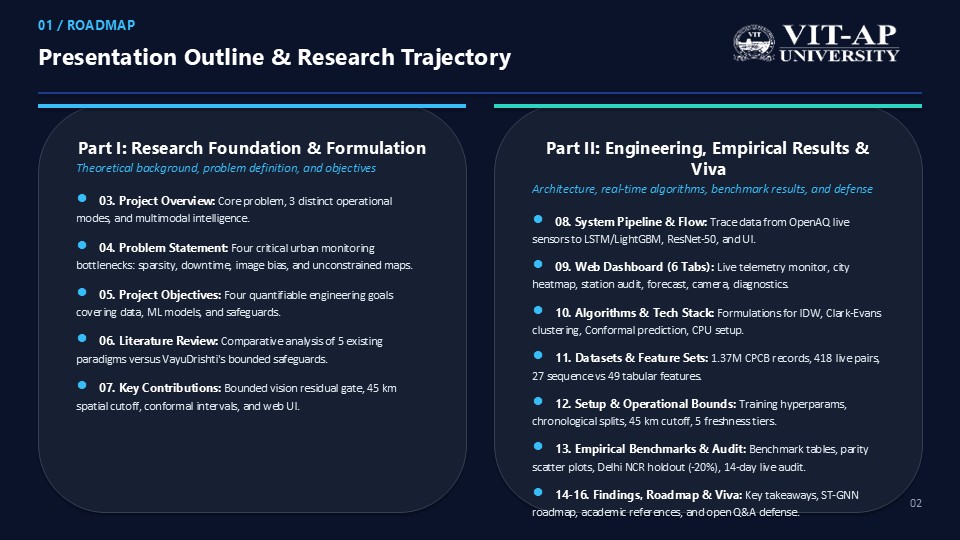 01 / ROADMAP
Presentation Outline & Research Trajectory
VIT
VIT-AP
UNIVERSITY
Part I: Research Foundation & Formulation
Theoretical background, problem definition, and objectives
03. Project Overview: Core problem, 3 distinct operational
modes, and multimodal intelligence.
04. Problem Statement: Four critical urban monitoring
bottlenecks: sparsity, downtime, image bias, and unconstrained maps.
05. Project Objectives: Four quantifiable engineering goals
covering data, ML models, and safeguards.
06. Literature Review: Comparative analysis of 5 existing
paradigms versus VayuDrishti's bounded safeguards.
07. Key Contributions: Bounded vision residual gate, 45 km
spatial cutoff, conformal intervals, and web UI.
Part II: Engineering, Empirical Results &
Viva
Architecture, real-time algorithms, benchmark results, and defense
08. System Pipeline & Flow: Trace data from OpenAQ live
sensors to LSTM/LightGBM, ResNet-50, and UI.
09. Web Dashboard (6 Tabs): Live telemetry monitor, city
heatmap, station audit, forecast, camera, diagnostics.
10. Algorithms & Tech Stack: Formulations for IDW, Clark-Evans
clustering, Conformal prediction, CPU setup.
11. Datasets & Feature Sets: 1.37M CPCB records, 418 live pairs,
27 sequence vs 49 tabular features.
12. Setup & Operational Bounds: Training hyperparams,
chronological splits, 45 km cutoff, 5 freshness tiers.
13. Empirical Benchmarks & Audit: Benchmark tables, parity
scatter plots, Delhi NCR holdout (-20%), 14-day live audit.
14-16. Findings, Roadmap & Viva: Key takeaways, ST-GNN
roadmap, academic references, and open Q&A defense.
02